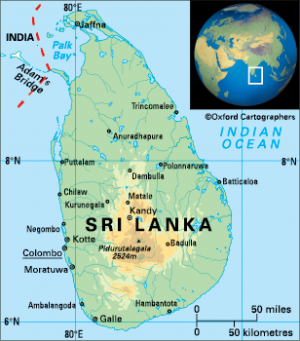 80°E
INDIA
Palk
Bay
Jaffna
Adam's
Bridge
©Oxford Cartographers
Trincomalee
INDIAN
OCEAN
Anuradhapura
8°N
8°N
Puttalam
Polonnaruwa
Dambulla
Batticaloa
Chilaw
Matale
Kurunegala
Kandy
SRI LANKA
Negombo
Pidurutalagala
2524m
Badulla
Colombo
Kotte
Moratuwa
Ambalangoda
Hambantota
Galle
6°N
80°E
0
50 miles
0
50 kilometres